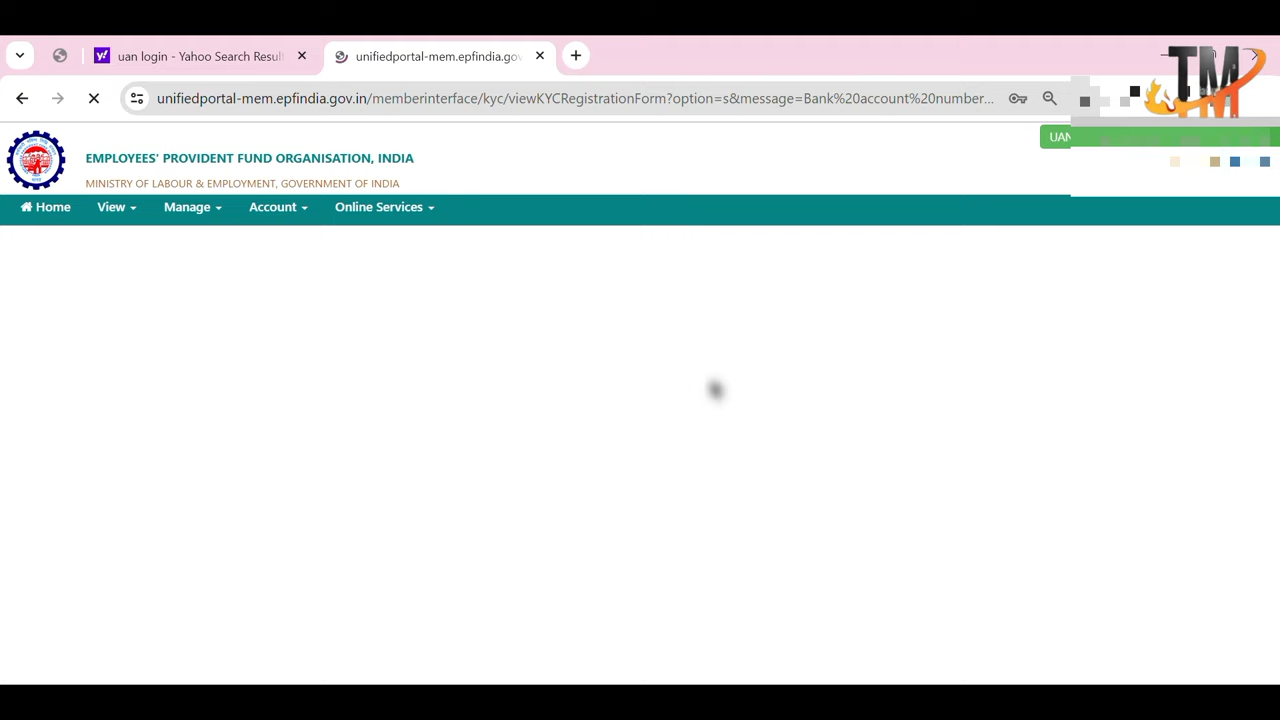 uan login - Yahoo Search Resul
unifiedportal-mem.epfindia.gov
unifiedportal-mem.epfindia.gov.in/memberinterface/kyc/viewKYCRegistrationForm?option=s&message=Bank%20account%20number...
TM
UAN
EMPLOYEES' PROVIDENT FUND ORGANISATION, INDIA
MINISTRY OF LABOUR & EMPLOYMENT, GOVERNMENT OF INDIA
Home View Manage Account Online Services